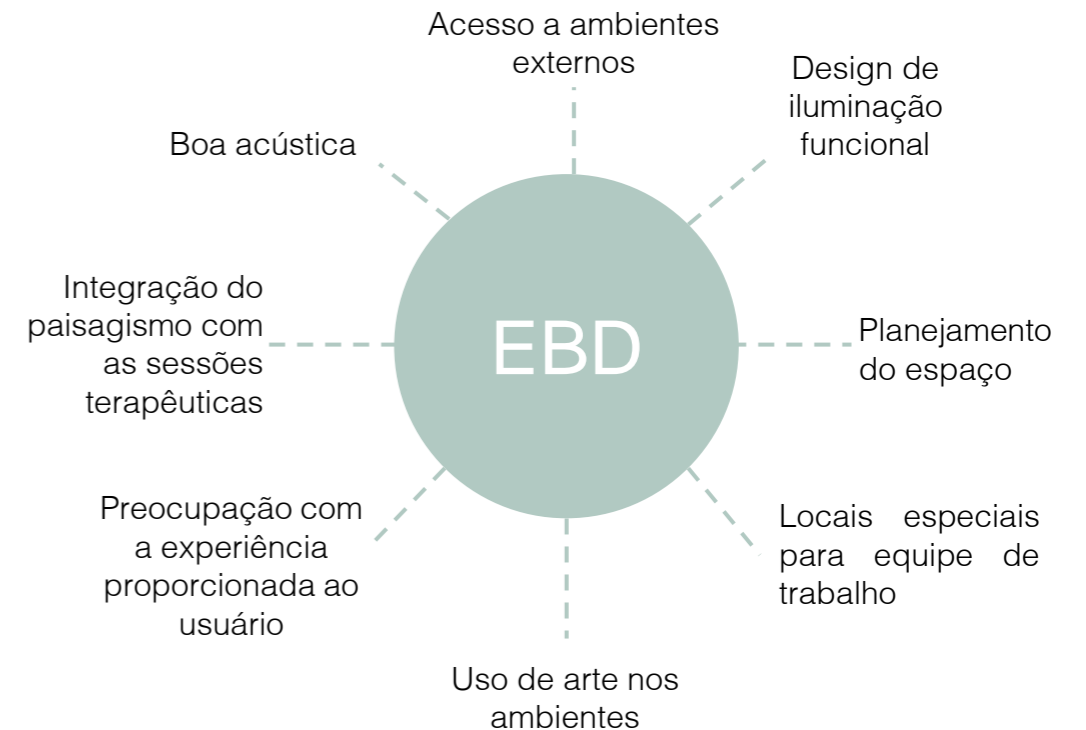 Acesso a ambientes
externos
Design de
iluminação
funcional
Boa acústica
Integração do
paisagismo com
as sessões
terapêuticas
EBD
Planejamento
do espaço
Preocupação com
a experiência
proporcionada ao
usuário
Locais especiais
para equipe de
trabalho
Uso de arte nos
ambientes